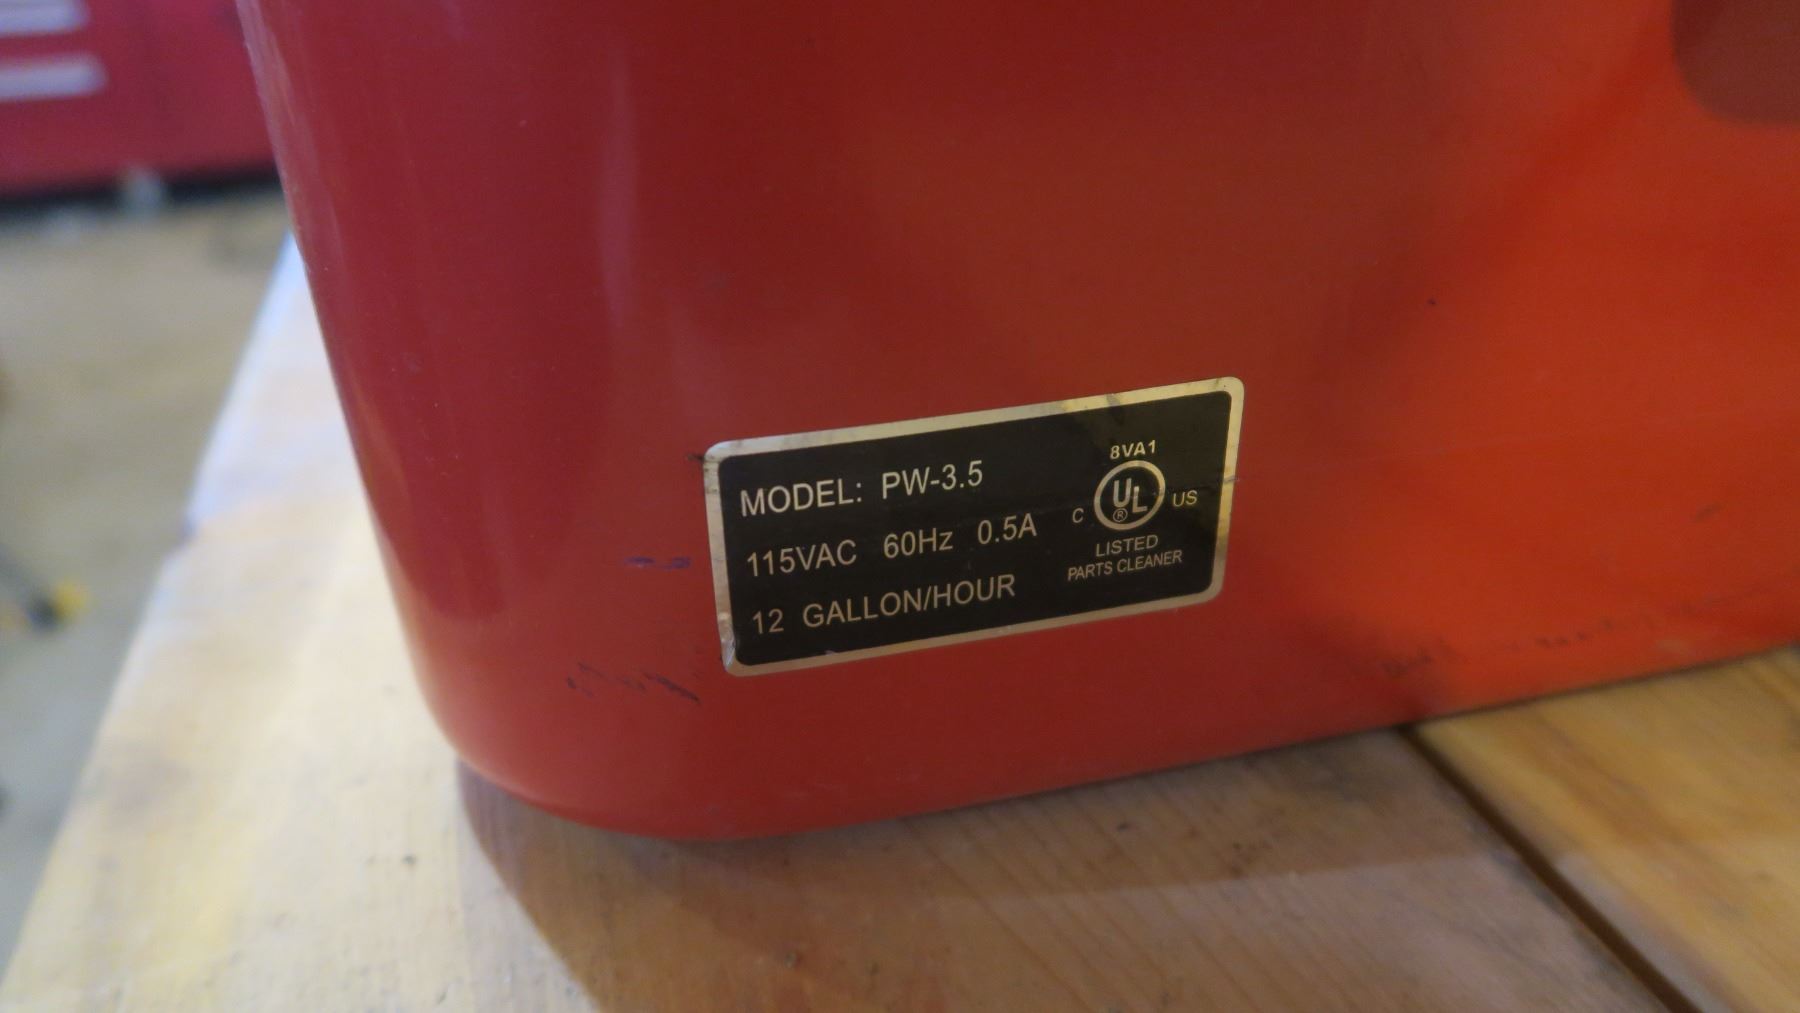 MODEL: PW-3.5
115VAC 60Hz 0.5A
12 GALLON/HOUR
8VA1
C UL ® US
LISTED
PARTS CLEANER